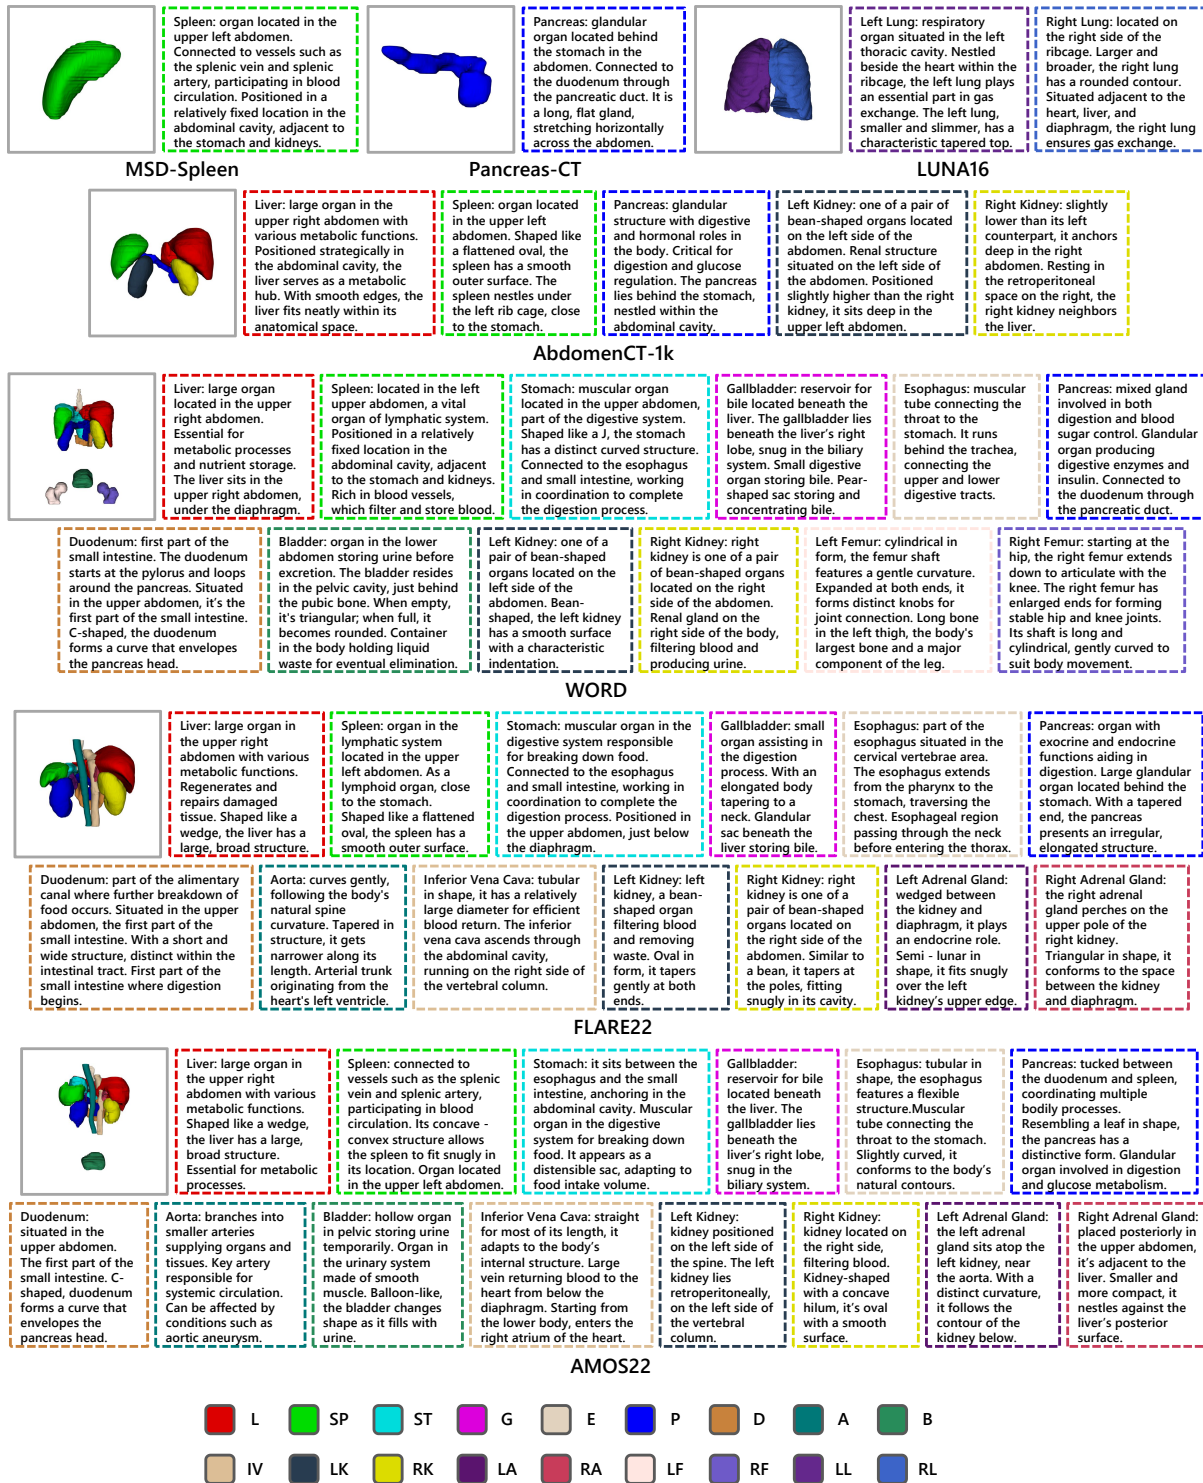 Spleen: organ located in the
upper left abdomen.
Connected to vessels such as
the splenic vein and splenic
artery, participating in blood
circulation. Positioned in a
relatively fixed location in the
abdominal cavity, adjacent to
the stomach and kidneys.
MSD-Spleen
Pancreas: glandular
organ located behind
the stomach in the
abdomen. Connected to
the duodenum through
the pancreatic duct. It is
a long, flat gland,
stretching horizontally
across the abdomen.
Pancreas-CT
Left Lung: respiratory
organ situated in the left
thoracic cavity. Nestled
beside the heart within the
ribcage, the left lung plays
an essential part in gas
exchange. The left lung,
smaller and slimmer, has a
characteristic tapered top.
Right Lung: located on
the right side of the
ribcage. Larger and
broader, the right lung
has a rounded contour.
Situated adjacent to the
heart, liver, and
diaphragm, the right lung
ensures gas exchange.
LUNA16
Liver: large organ in the
upper right abdomen with
various metabolic functions.
Positioned strategically in
the abdominal cavity, the
liver serves as a metabolic
hub. With smooth edges, the
liver fits neatly within its
anatomical space.
Spleen: organ located
in the upper left
abdomen. Shaped like
a flattened oval, the
spleen has a smooth
outer surface. The
spleen nestles under
the left rib cage, close
to the stomach.
Pancreas: glandular
structure with digestive
and hormonal roles in
the body. Critical for
digestion and glucose
regulation. The pancreas
lies behind the stomach,
nestled within the
abdominal cavity.
Left Kidney: one of a pair of
bean-shaped organs located
on the left side of the
abdomen. Renal structure
situated on the left side of
the abdomen. Positioned
slightly higher than the right
kidney, it sits deep in the
upper left abdomen.
Right Kidney: slightly
lower than its left
counterpart, it anchors
deep in the right
abdomen. Resting in
the retroperitoneal
space on the right, the
right kidney neighbors
the liver.
AbdomenCT-1k
Liver: large organ
located in the upper
right abdomen.
Essential for
metabolic processes
and nutrient storage.
The liver sits in the
upper right abdomen,
under the diaphragm.
Spleen: located in the left
upper abdomen, a vital
organ of lymphatic system.
Positioned in a relatively
fixed location in the
abdominal cavity, adjacent
to the stomach and kidneys.
Rich in blood vessels,
which filter and store blood.
Stomach: muscular organ
located in the upper abdomen,
part of the digestive system.
Shaped like a J, the stomach
has a distinct curved structure.
Connected to the esophagus
and small intestine, working
in coordination to complete
the digestion process.
Gallbladder: reservoir for
bile located beneath the
liver. The gallbladder lies
beneath the liver's right
lobe, snug in the biliary
system. Small digestive
organ storing bile. Pear-
shaped sac storing and
concentrating bile.
Esophagus: muscular
tube connecting the
throat to the
stomach. It runs
behind the trachea,
connecting the
upper and lower
digestive tracts.
Pancreas: mixed gland
involved in both
digestion and blood
sugar control. Glandular
organ producing
digestive enzymes and
insulin. Connected to
the duodenum through
the pancreatic duct.
Duodenum: first part of the
small intestine. The duodenum
starts at the pylorus and loops
around the pancreas. Situated
in the upper abdomen, it's the
first part of the small intestine.
C-shaped, the duodenum
forms a curve that envelopes
the pancreas head.
Bladder: organ in the lower
abdomen storing urine before
excretion. The bladder resides
in the pelvic cavity, just behind
the pubic bone. When empty,
it's triangular; when full, it
becomes rounded. Container
in the body holding liquid
waste for eventual elimination.
Left Kidney: one of a
pair of bean-shaped
organs located on the
left side of the
abdomen. Bean-
shaped, the left kidney
has a smooth surface
with a characteristic
indentation.
Right Kidney: right
kidney is one of a pair
of bean-shaped organs
located on the right
side of the abdomen.
Renal gland on the
right side of the body,
filtering blood and
producing urine.
Left Femur: cylindrical in
form, the femur shaft
features a gentle curvature.
Expanded at both ends, it
forms distinct knobs for
joint connection. Long bone
in the left thigh, the body's
largest bone and a major
component of the leg.
Right Femur: starting at the
hip, the right femur extends
down to articulate with the
knee. The right femur has
enlarged ends for forming
stable hip and knee joints.
Its shaft is long and
cylindrical, gently curved to
suit body movement.
WORD
Liver: large organ in
the upper right
abdomen with various
metabolic functions.
Regenerates and
repairs damaged
tissue. Shaped like a
wedge, the liver has a
large, broad structure.
Spleen: organ in the
lymphatic system
located in the upper
left abdomen. As a
lymphoid organ, close
to the stomach.
Shaped like a flattened
oval, the spleen has a
smooth outer surface.
Stomach: muscular organ in the
digestive system responsible
for breaking down food.
Connected to the esophagus
and small intestine, working in
coordination to complete the
digestion process. Positioned in
the upper abdomen, just below
the diaphragm.
Gallbladder: small
organ assisting in
the digestion
process. With an
elongated body
tapering to a
neck. Glandular
sac beneath the
liver storing bile.
Esophagus: part of the
esophagus situated in the
cervical vertebrae area.
The esophagus extends
from the pharynx to the
stomach, traversing the
chest. Esophageal region
passing through the neck
before entering the thorax.
Pancreas: organ with
exocrine and endocrine
functions aiding in
digestion. Large glandular
organ located behind the
stomach. With a tapered
end, the pancreas
presents an irregular,
elongated structure.
Duodenum: part of the alimentary
canal where further breakdown of
food occurs. Situated in the upper
abdomen, the first part of the
small intestine. With a short and
wide structure, distinct within the
intestinal tract. First part of the
small intestine where digestion
begins.
Aorta: curves gently,
following the body's
natural spine
curvature. Tapered in
structure, it gets
narrower along its
length. Arterial trunk
originating from the
heart's left ventricle.
Inferior Vena Cava: tubular
in shape, it has a relatively
large diameter for efficient
blood return. The inferior
vena cava ascends through
the abdominal cavity,
running on the right side of
the vertebral column.
Left Kidney: left
kidney, a bean-
shaped organ
filtering blood
and removing
waste. Oval in
form, it tapers
gently at both
ends.
Right Kidney: right
kidney is one of a
pair of bean-shaped
organs located on the
right side of the
abdomen. Similar to
a bean, it tapers at
the poles, fitting
snugly in its cavity.
Left Adrenal Gland:
wedged between
the kidney and
diaphragm, it plays
an endocrine role.
Semi - lunar in
shape, it fits snugly
over the left
kidney's upper edge.
Right Adrenal Gland:
the right adrenal
gland perches on the
upper pole of the
right kidney.
Triangular in shape, it
conforms to the space
between the kidney
and diaphragm.
FLARE22
Liver: large organ in
the upper right
abdomen with various
metabolic functions.
Shaped like a wedge,
the liver has a large,
broad structure.
Essential for metabolic
processes.
Spleen: connected to
vessels such as the splenic
vein and splenic artery,
participating in blood
circulation. Its concave -
convex structure allows
the spleen to fit snugly in
its location. Organ located
in the upper left abdomen.
Stomach: it sits between the
esophagus and the small
intestine, anchoring in the
abdominal cavity. Muscular
organ in the digestive
system for breaking down
food. It appears as a
distensible sac, adapting to
food intake volume.
Gallbladder:
reservoir for bile
located beneath
the liver. The
gallbladder lies
beneath the
liver's right lobe,
snug in the
biliary system.
Esophagus: tubular in
shape, the esophagus
features a flexible
structure.Muscular
tube connecting the
throat to the stomach.
Slightly curved, it
conforms to the body's
natural contours.
Pancreas: tucked between
the duodenum and spleen,
coordinating multiple
bodily processes.
Resembling a leaf in shape,
the pancreas has a
distinctive form. Glandular
organ involved in digestion
and glucose metabolism.
Duodenum:
situated in the
upper abdomen.
The first part of the
small intestine. C-
shaped, duodenum
forms a curve that
envelopes the
pancreas head.
Aorta: branches into
smaller arteries
supplying organs and
tissues. Key artery
responsible for
systemic circulation.
Can be affected by
conditions such as
aortic aneurysm.
Bladder: hollow organ
in pelvic storing urine
temporarily. Organ in
the urinary system
made of smooth
muscle. Balloon-like,
the bladder changes
shape as it fills with
urine.
Inferior Vena Cava: straight
for most of its length, it
adapts to the body's
internal structure. Large
vein returning blood to the
heart from below the
diaphragm. Starting from
the lower body, enters the
right atrium of the heart.
Left Kidney:
kidney positioned
on the left side of
the spine. The left
kidney lies
retroperitoneally,
on the left side of
the vertebral
column.
Right Kidney:
kidney located on
the right side,
filtering blood.
Kidney-shaped
with a concave
hilum, it's oval
with a smooth
surface.
Left Adrenal Gland:
the left adrenal
gland sits atop the
left kidney, near
the aorta. With a
distinct curvature,
it follows the
contour of the
kidney below.
Right Adrenal Gland:
placed posteriorly in
the upper abdomen,
it's adjacent to the
liver. Smaller and
more compact, it
nestles against the
liver's posterior
surface.
AMOS22
L SP ST G E P D A B
IV LK RK LA RA LF RF LL RL